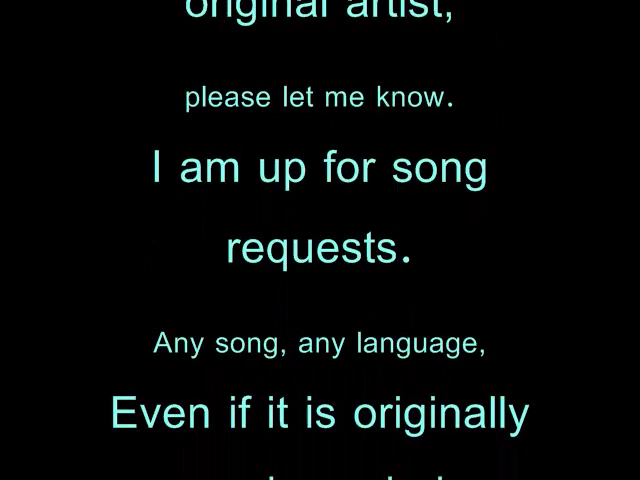 original artist,
please let me know.
I am up for song
requests.
Any song, any language,
Even if it is originally